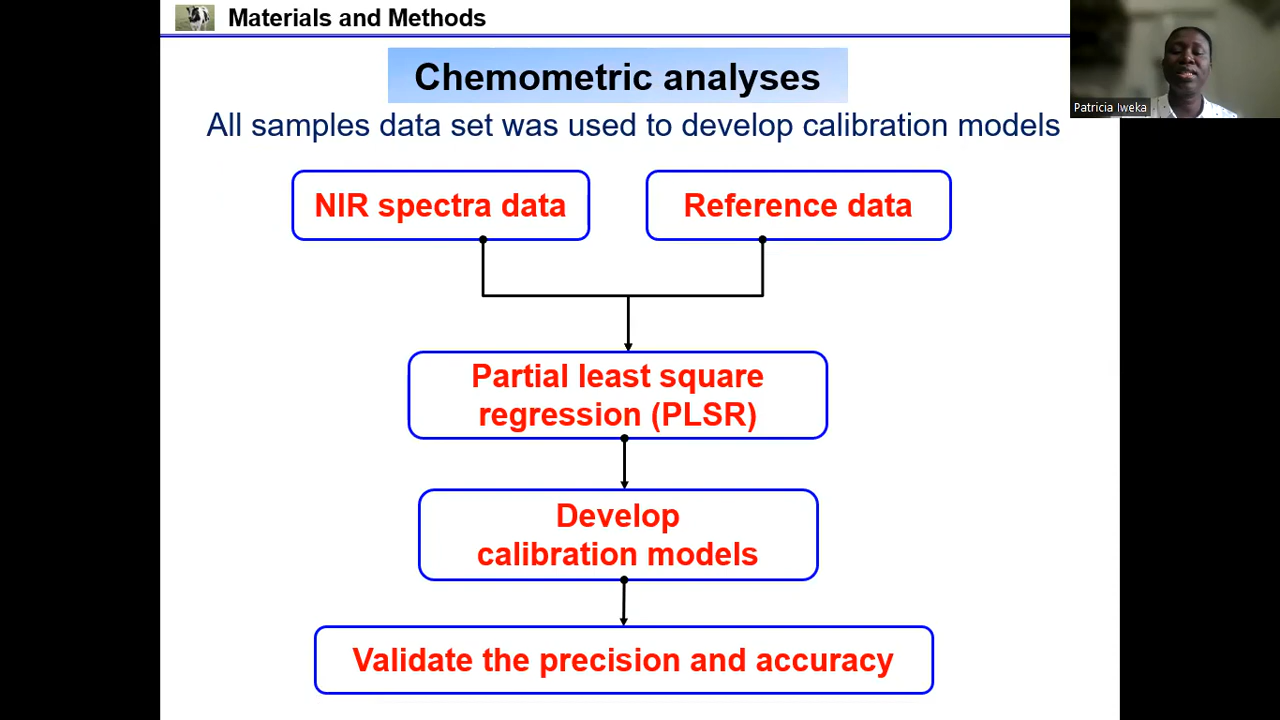 Materials and Methods
Chemometric analyses
All samples data set was used to develop calibration models
NIR spectra data
Reference data
Partial least square
regression (PLSR)
Develop
calibration models
Validate the precision and accuracy
Patricia Iweka